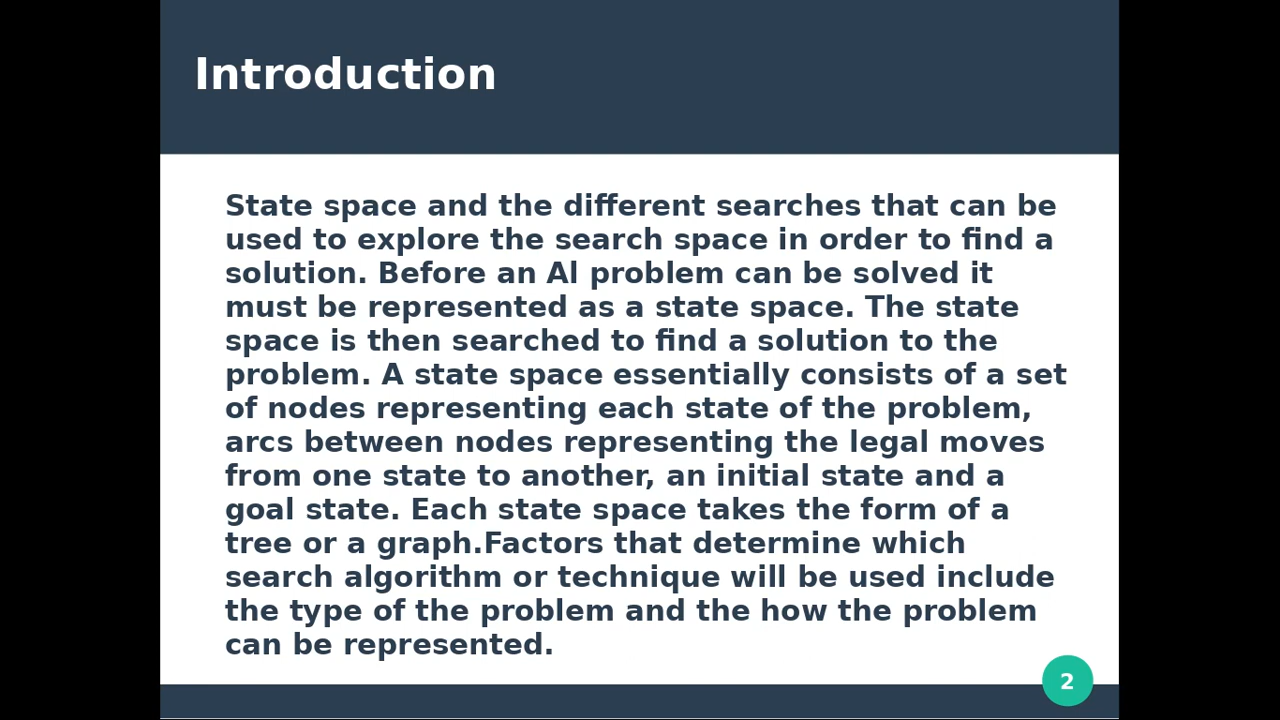 Introduction
State space and the different searches that can be
used to explore the search space in order to find a
solution. Before an Al problem can be solved it
must be represented as a state space. The state
space is then searched to find a solution to the
problem. A state space essentially consists of a set
of nodes representing each state of the problem,
arcs between nodes representing the legal moves
from one state to another, an initial state and a
goal state. Each state space takes the form of a
tree or a graph.Factors that determine which
search algorithm or technique will be used include
the type of the problem and the how the problem
can be represented.
2